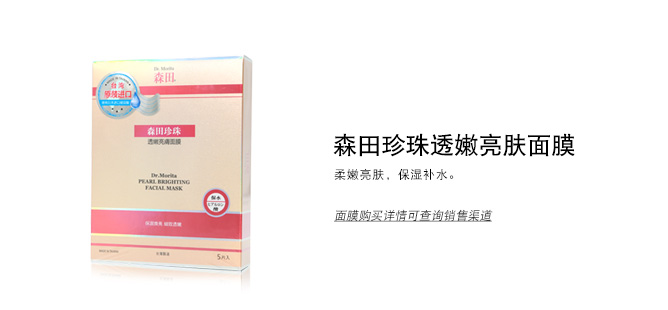 Dr. Morita
森田
台湾
原装进口
森田珍珠
透嫩亮膚面膜
Dr.Morita
PEARL BRIGHTING
FACIAL MASK
保水
5片入
森田珍珠透嫩亮肤面膜
柔嫩亮肤，保湿补水。
面膜购买详情可查询销售渠道